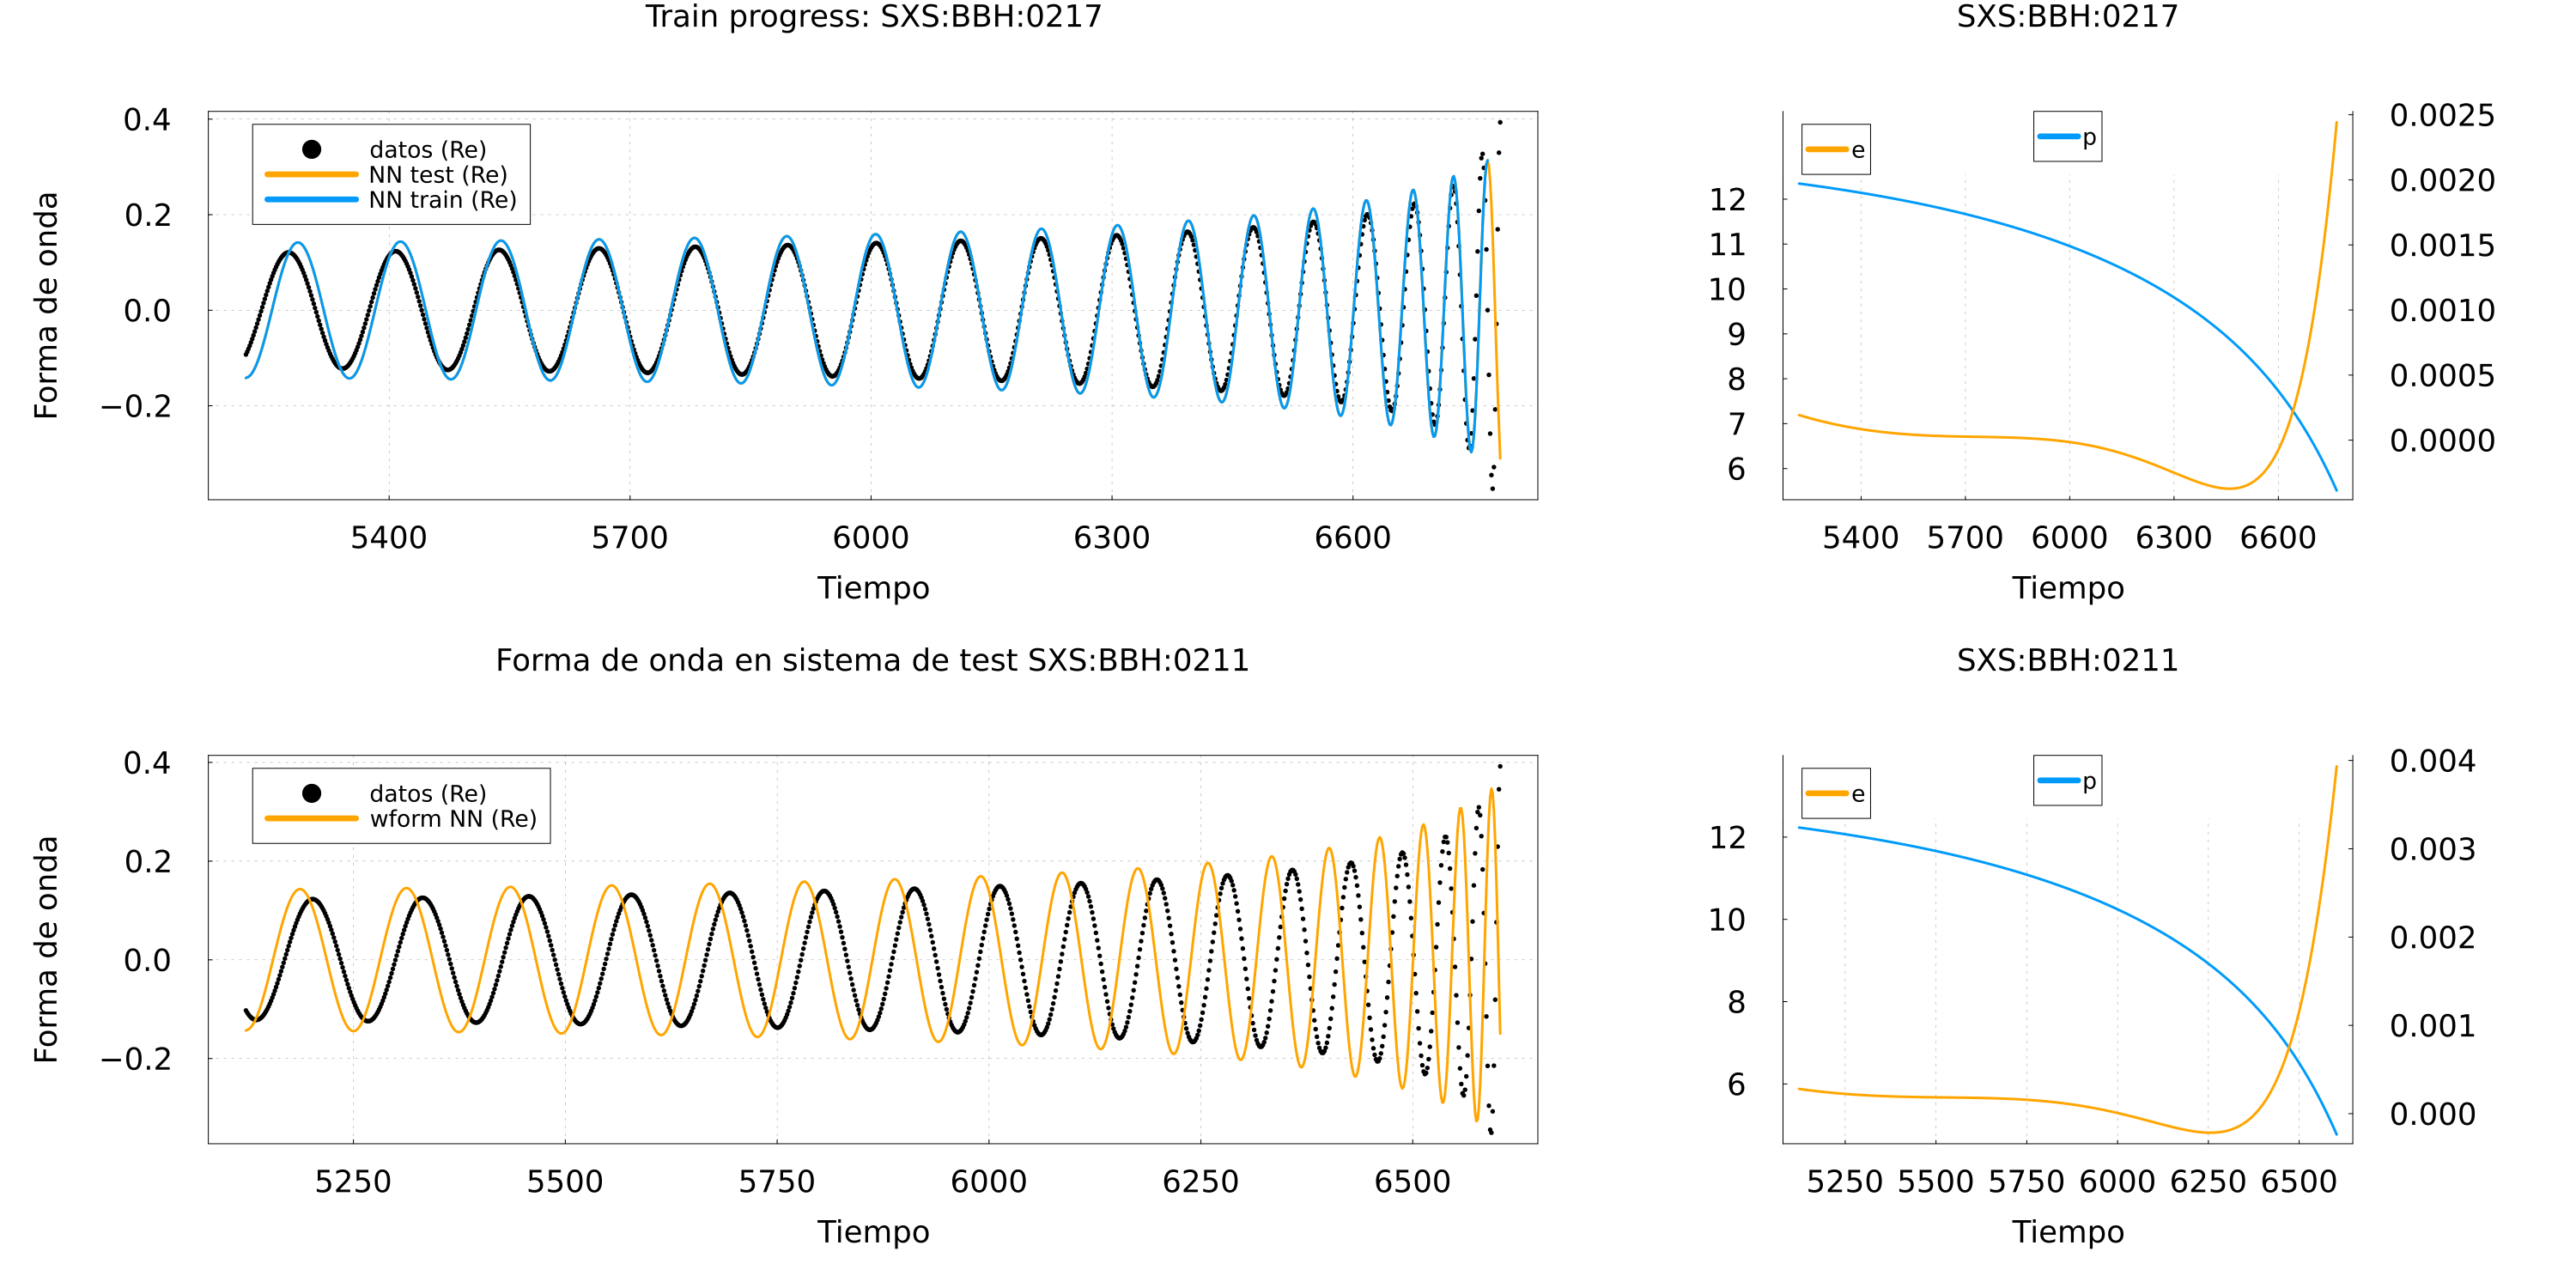 Train progress: SXS:BBH:0217
Forma de onda
0.4
0.2
0.0
−0.2
datos (Re)
NN test (Re)
NN train (Re)
5400 5700 6000 6300 6600
Tiempo
SXS:BBH:0217
12
11
10
9
8
7
6
e
p
0.0025
0.0020
0.0015
0.0010
0.0005
0.0000
5400 5700 6000 6300 6600
Tiempo
Forma de onda en sistema de test SXS:BBH:0211
Forma de onda
0.4
0.2
0.0
−0.2
datos (Re)
wform NN (Re)
5250 5500 5750 6000 6250 6500
Tiempo
SXS:BBH:0211
12
10
8
6
e
p
0.004
0.003
0.002
0.001
0.000
5250 5500 5750 6000 6250 6500
Tiempo